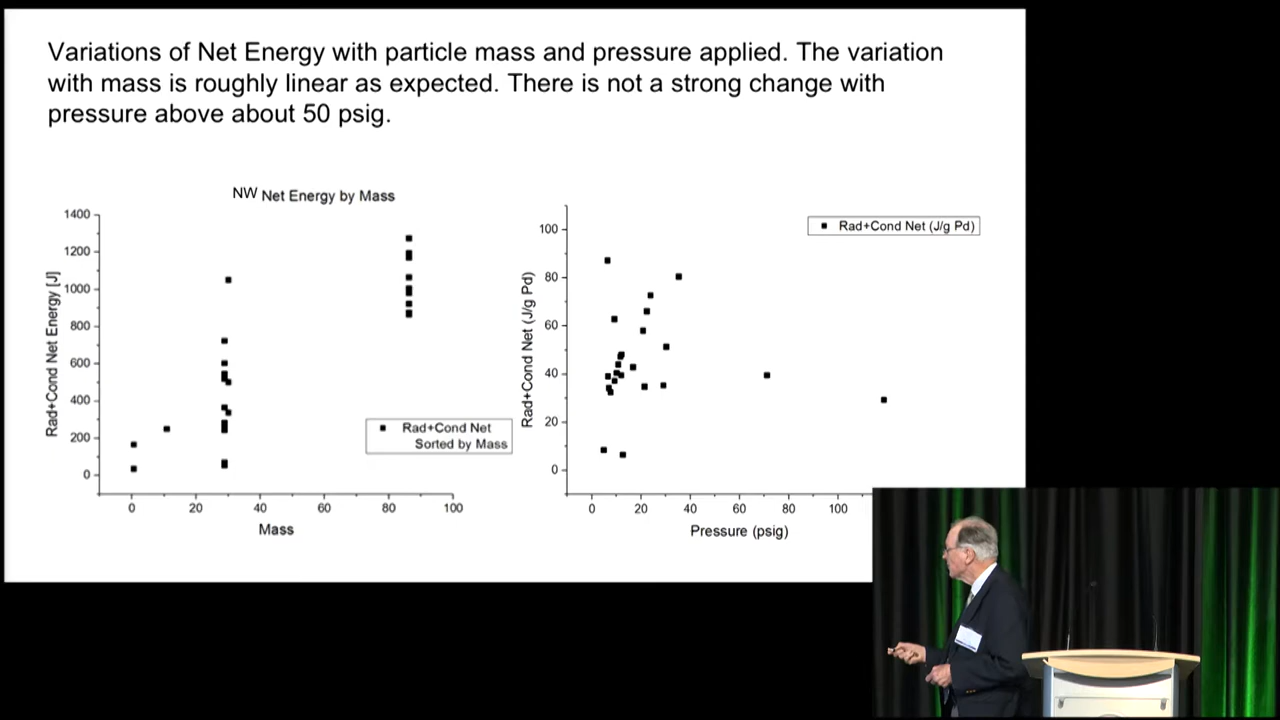 Variations of Net Energy with particle mass and pressure applied. The variation
with mass is roughly linear as expected. There is not a strong change with
pressure above about 50 psig.
NW Net Energy by Mass
1400
1200
1000
800
600
400
200
0
Rad+Cond Net Energy [J]
Rad+Cond Net
Sorted by Mass
0 20 40 60 80 100
Mass
Rad+Cond Net (J/g Pd)
100
80
60
40
20
0
Rad+Cond Net (J/g Pd)
0 20 40 60 80 100
Pressure (psig)